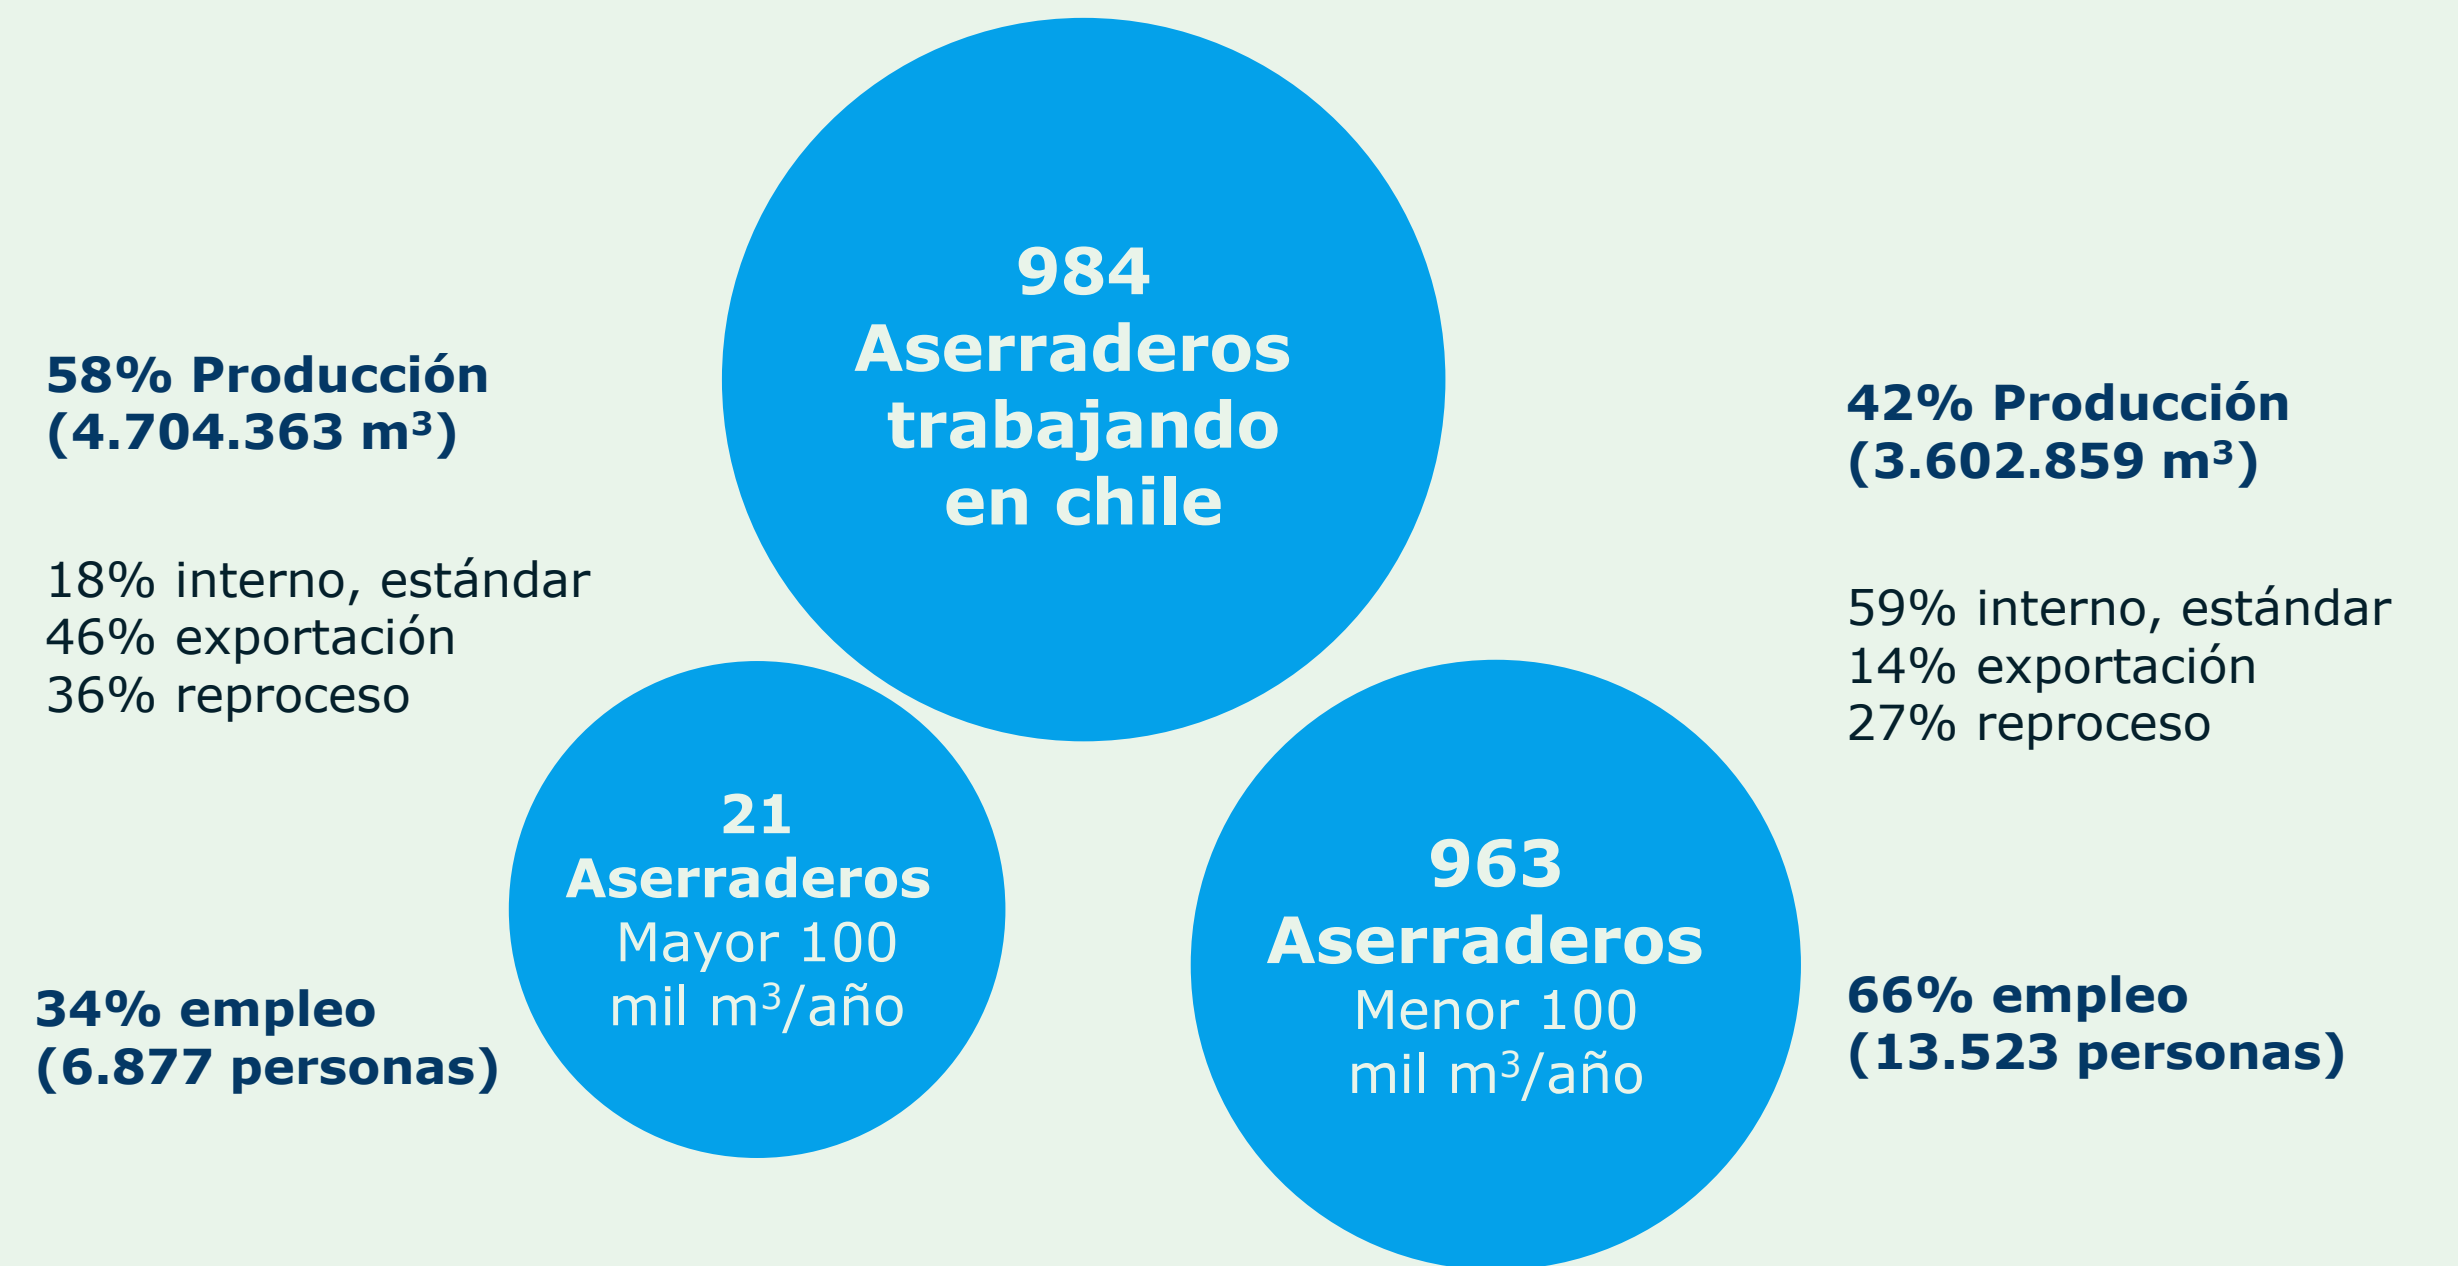 984
Aserraderos
trabajando
en chile
58% Producción
(4.704.363 m³)
18% interno, estándar
46% exportación
36% reproceso
34% empleo
(6.877 personas)
21
Aserraderos
Mayor 100
mil m³/año
963
Aserraderos
Menor 100
mil m³/año
42% Producción
(3.602.859 m³)
59% interno, estándar
14% exportación
27% reproceso
66% empleo
(13.523 personas)